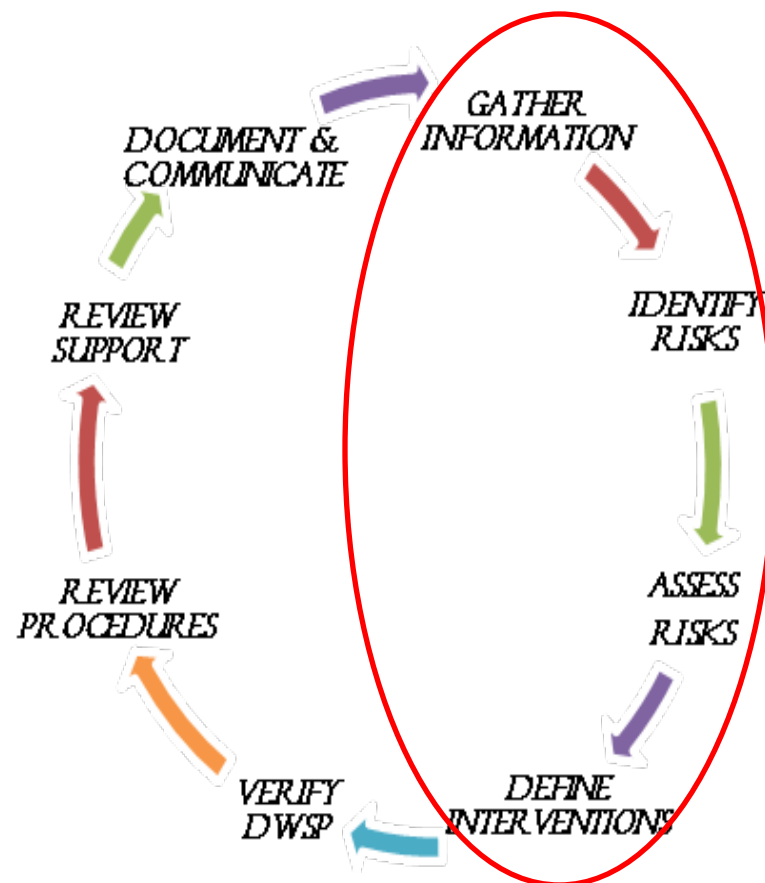 GATHER
INFORMATION
IDENTIFY
RISKS
ASSESS
RISKS
DEFINE
INTERVENTIONS
VERIFY
DWSP
REVIEW
PROCEDURES
REVIEW
SUPPORT
DOCUMENT &
COMMUNICATE